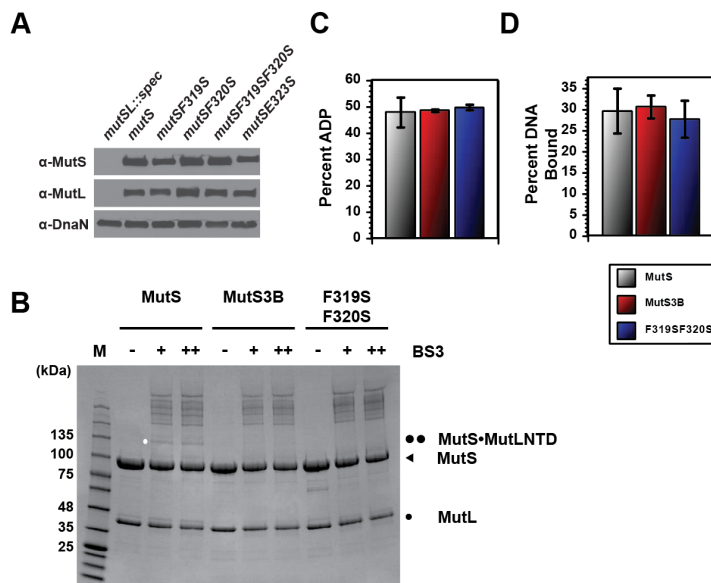 A
mutSL::spec
mutS
mutSF319S
mutSF320S
mutSF319SF320S
mutSE323S
α-MutS
α-MutL
α-DnaN
C
Percent ADP
60
50
40
30
20
10
0
D
Percent DNA
Bound
35
30
25
20
15
10
5
0
MutS
MutS3B
F319SF320S
B
MutS MutS3B F319S
F320S
M - + ++ - + ++ - + ++ BS3
(kDa)
135
100
75
48
35
25
●● MutS•MutLNTD
◄ MutS
• MutL